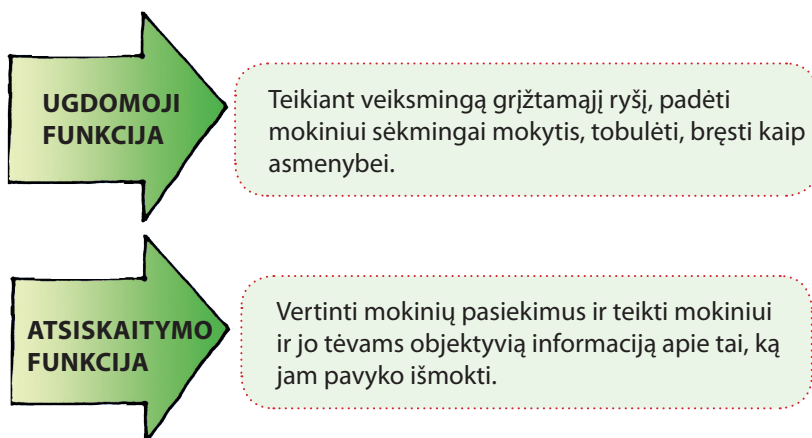 UGDOMOJI
FUNKCIJA
Teikiant veiksmingą grįžtamąjį ryšį, padėti
mokiniui sėkmingai mokytis, tobulėti, bręsti kaip
asmenybei.
ATSISKAITYMO
FUNKCIJA
Vertinti mokinių pasiekimus ir teikti mokiniui
ir jo tėvams objektyvią informaciją apie tai, ką
jam pavyko išmokti.